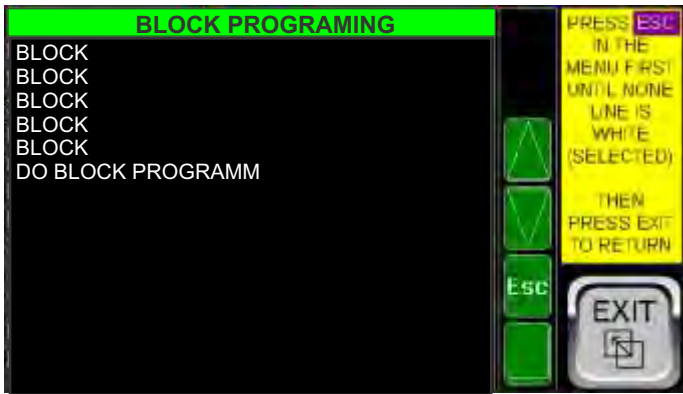 BLOCK PROGRAMING
BLOCK
BLOCK
BLOCK
BLOCK
BLOCK
DO BLOCK PROGRAMM
Esc
PRESS ESC
IN THE
MENU FIRST
UNTIL NONE
LINE IS
WHITE
(SELECTED)
THEN
PRESS EXIT
TO RETURN
EXIT